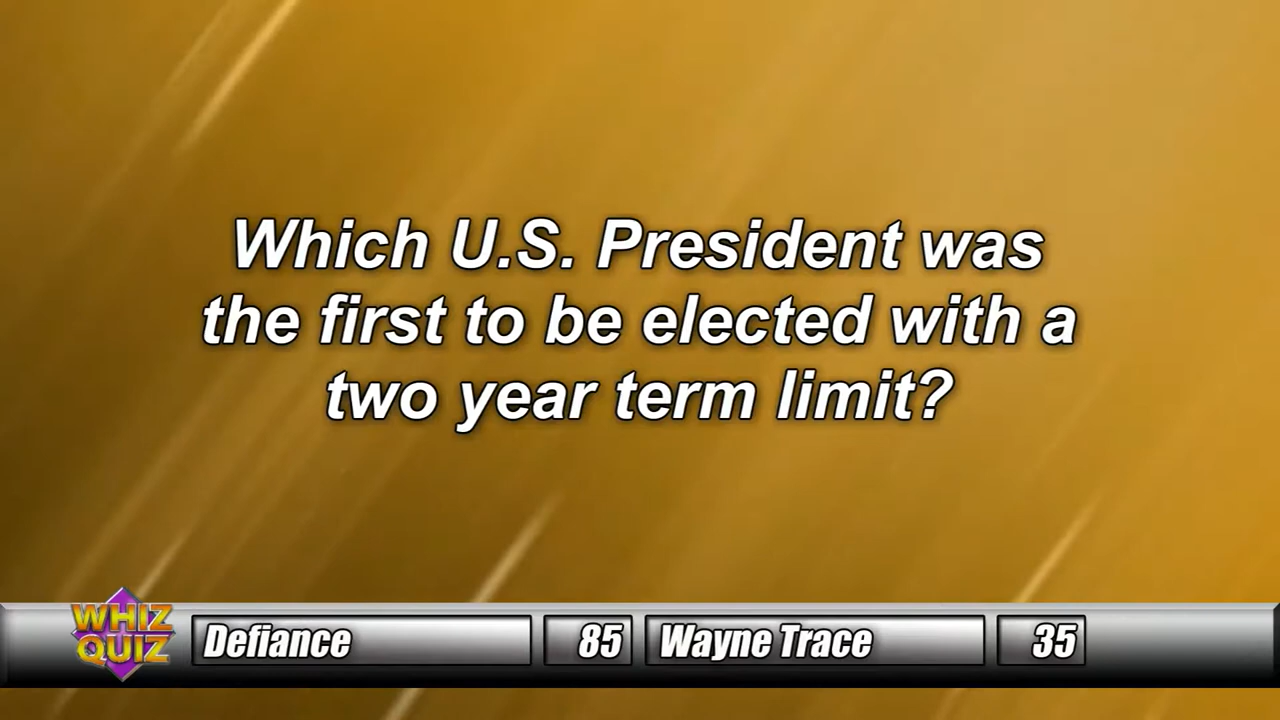 Which U.S. President was
the first to be elected with a
two year term limit?
WHIZ
QUIZ
Defiance 85 Wayne Trace 35